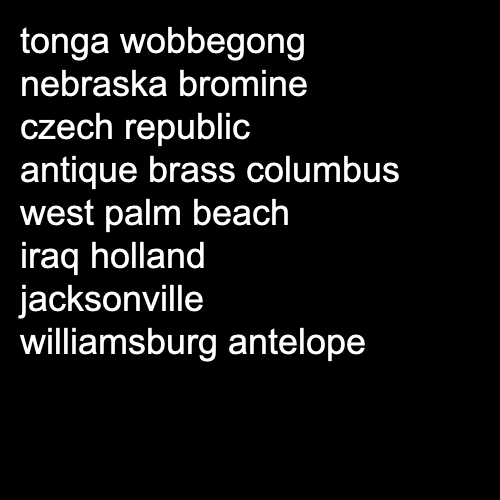 tonga wobbegong
nebraska bromine
czech republic
antique brass columbus
west palm beach
iraq holland
jacksonville
williamsburg antelope